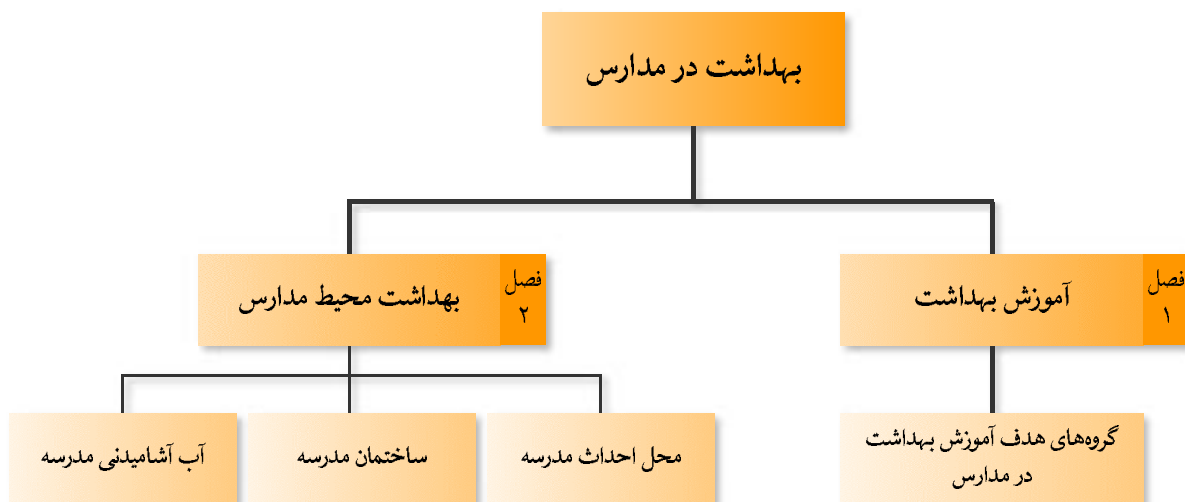 بهداشت در مدارس
فصل
۱
آموزش بهداشت
فصل
۲
بهداشت محیط مدارس
گروه‌های هدف آموزش بهداشت
در مدارس
محل احداث مدرسه
ساختمان مدرسه
آب آشامیدنی مدرسه